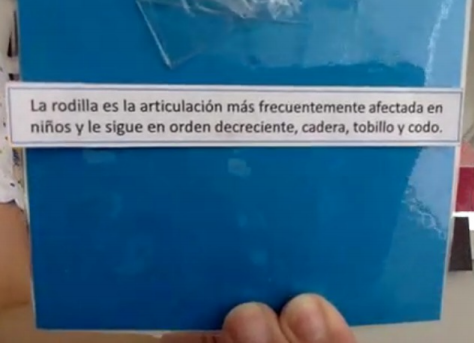 La rodilla es la articulación más frecuentemente afectada en
niños y le sigue en orden decreciente, cadera, tobillo y codo.